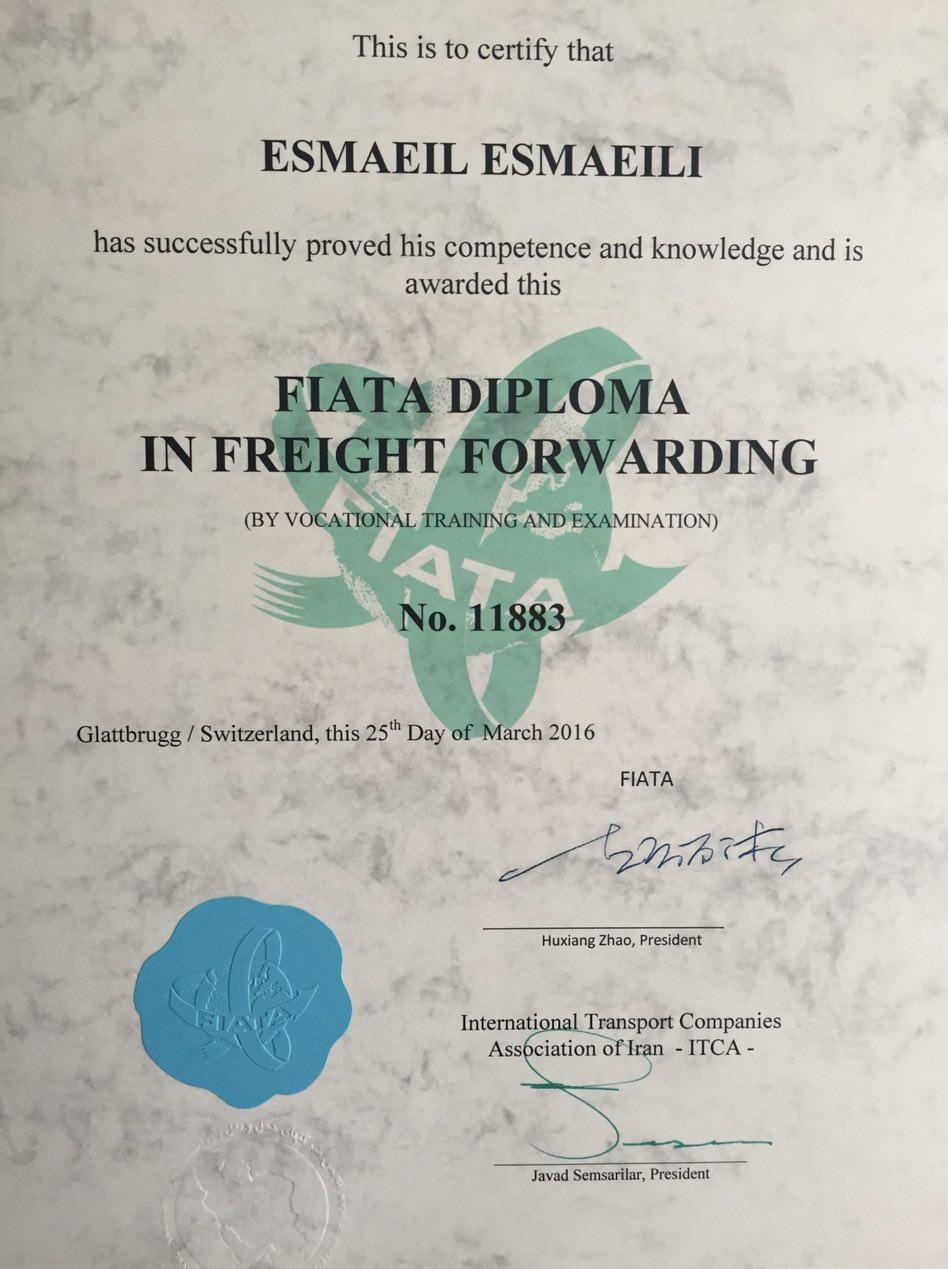 This is to certify that
ESMAEIL ESMAEILI
has successfully proved his competence and knowledge and is
awarded this
FIATA DIPLOMA
IN FREIGHT FORWARDING
(BY VOCATIONAL TRAINING AND EXAMINATION)
FIATA
No. 11883
Glattbrugg / Switzerland, this 25th Day of March 2016
FIATA
Huxiang Zhao, President
FIATA
International Transport Companies
Association of Iran - ITCA -
Javad Semsarilar, President